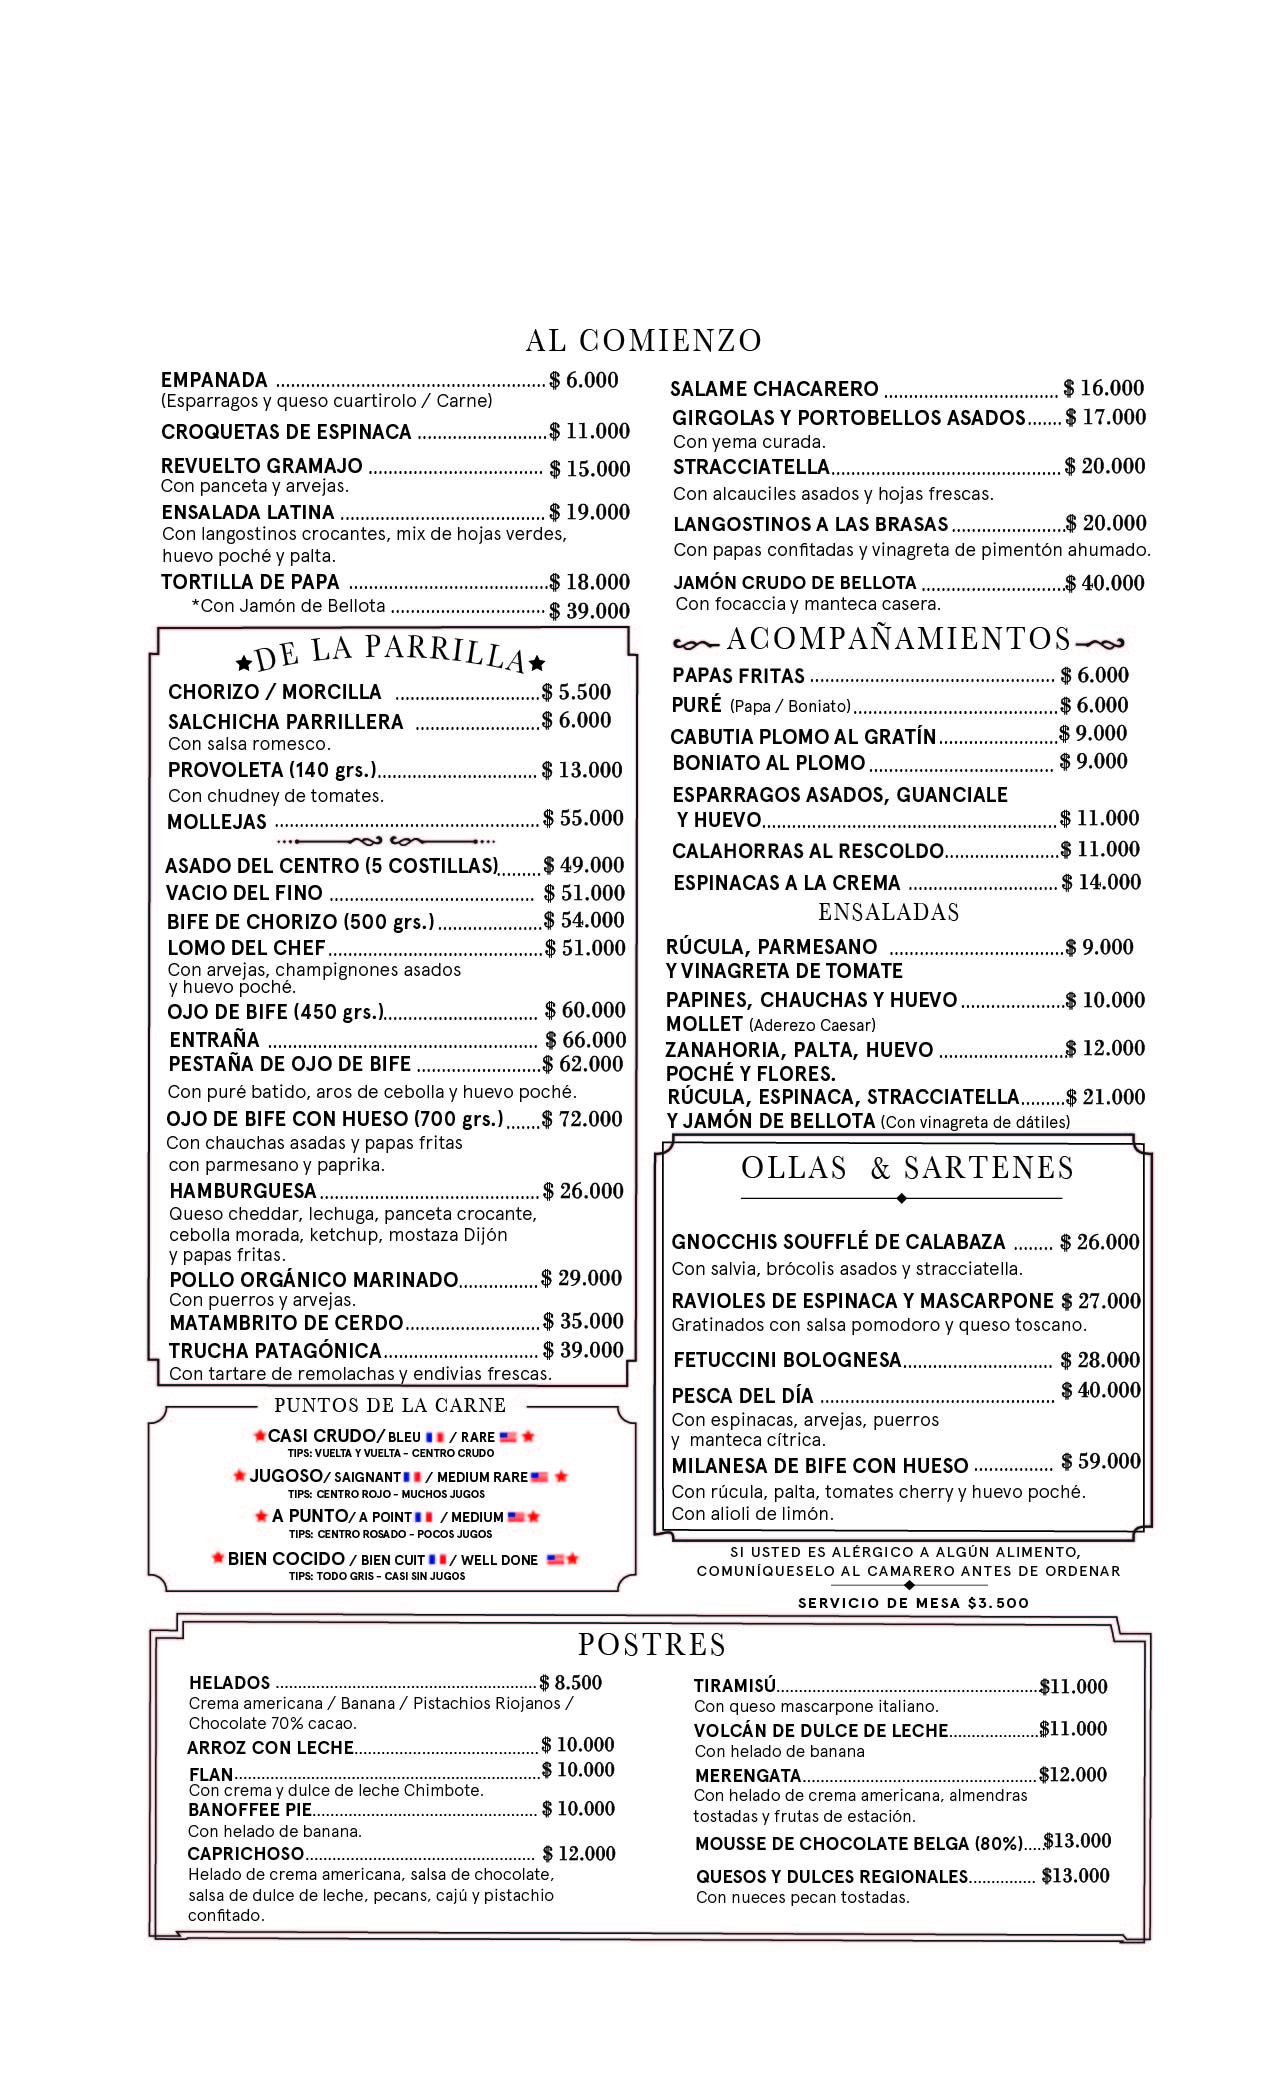 AL COMIENZO
EMPANADA ...................................................... $ 6.000
(Esparragos y queso cuartirolo / Carne)
CROQUETAS DE ESPINACA .......................... $ 11.000
REVUELTO GRAMAJO ................................... $ 15.000
Con panceta y arvejas.
ENSALADA LATINA ......................................... $ 19.000
Con langostinos crocantes, mix de hojas verdes,
huevo poché y palta.
TORTILLA DE PAPA ........................................ $ 18.000
*Con Jamón de Bellota ............................... $ 39.000
SALAME CHACARERO ................................... $ 16.000
GIRGOLAS Y PORTOBELLOS ASADOS....... $ 17.000
Con yema curada.
STRACCIATELLA.............................................. $ 20.000
Con alcauciles asados y hojas frescas.
LANGOSTINOS A LAS BRASAS .......................$ 20.000
Con papas confitadas y vinagreta de pimentón ahumado.
JAMÓN CRUDO DE BELLOTA .............................$ 40.000
Con focaccia y manteca casera.
DE LA PARRILLA
CHORIZO / MORCILLA .............................$ 5.500
SALCHICHA PARRILLERA .........................$ 6.000
Con salsa romesco.
PROVOLETA (140 grs.)................................ $ 13.000
Con chudney de tomates.
MOLLEJAS .....................................................$ 55.000
ASADO DEL CENTRO (5 COSTILLAS).........$ 49.000
VACIO DEL FINO ......................................... $ 51.000
BIFE DE CHORIZO (500 grs.) .....................$ 54.000
LOMO DEL CHEF...........................................$ 51.000
Con arvejas, champignones asados
y huevo poché.
OJO DE BIFE (450 grs.)............................... $ 60.000
ENTRAÑA ...................................................... $ 66.000
PESTAÑA DE OJO DE BIFE .........................$ 62.000
Con puré batido, aros de cebolla y huevo poché.
OJO DE BIFE CON HUESO (700 grs.).......$ 72.000
Con chauchas asadas y papas fritas
con parmesano y paprika.
HAMBURGUESA............................................$ 26.000
Queso cheddar, lechuga, panceta crocante,
cebolla morada, ketchup, mostaza Dijón
y papas fritas.
POLLO ORGÁNICO MARINADO................$ 29.000
Con puerros y arvejas.
MATAMBRITO DE CERDO...........................$ 35.000
TRUCHA PATAGÓNICA...............................$ 39.000
Con tartare de remolachas y endivias frescas.
ACOMPAÑAMIENTOS
PAPAS FRITAS ................................................. $ 6.000
PURÉ (Papa / Boniato).........................................$ 6.000
CABUTIA PLOMO AL GRATÍN........................$ 9.000
BONIATO AL PLOMO ..................................... $ 9.000
ESPARRAGOS ASADOS, GUANCIALE
Y HUEVO........................................................... $ 11.000
CALAHORRAS AL RESCOLDO.......................$ 11.000
ESPINACAS A LA CREMA .............................. $ 14.000
ENSALADAS
RÚCULA, PARMESANO ...................................$ 9.000
Y VINAGRETA DE TOMATE
PAPINES, CHAUCHAS Y HUEVO .....................$ 10.000
MOLLET (Aderezo Caesar)
ZANAHORIA, PALTA, HUEVO .........................$ 12.000
POCHÉ Y FLORES.
RÚCULA, ESPINACA, STRACCIATELLA.........$ 21.000
Y JAMÓN DE BELLOTA (Con vinagreta de dátiles)
OLLAS & SARTENES
GNOCCHIS SOUFFLÉ DE CALABAZA ........ $ 26.000
Con salvia, brócolis asados y stracciatella.
RAVIOLES DE ESPINACA Y MASCARPONE $ 27.000
Gratinados con salsa pomodoro y queso toscano.
FETUCCINI BOLOGNESA.............................. $ 28.000
PESCA DEL DÍA ............................................... $ 40.000
Con espinacas, arvejas, puerros
y manteca cítrica.
MILANESA DE BIFE CON HUESO ................ $ 59.000
Con rúcula, palta, tomates cherry y huevo poché.
Con alioli de limón.
PUNTOS DE LA CARNE
CASI CRUDO/ BLEU / RARE
TIPS: VUELTA Y VUELTA - CENTRO CRUDO
JUGOSO/ SAIGNANT / MEDIUM RARE
TIPS: CENTRO ROJO - MUCHOS JUGOS
A PUNTO/ A POINT / MEDIUM
TIPS: CENTRO ROSADO - POCOS JUGOS
BIEN COCIDO / BIEN CUIT / WELL DONE
TIPS: TODO GRIS - CASI SIN JUGOS
SI USTED ES ALÉRGICO A ALGÚN ALIMENTO,
COMUNÍQUESELO AL CAMARERO ANTES DE ORDENAR
SERVICIO DE MESA $3.500
POSTRES
HELADOS .....................................................$ 8.500
Crema americana / Banana / Pistachios Riojanos /
Chocolate 70% cacao.
ARROZ CON LECHE..................................... $ 10.000
FLAN..............................................................$ 10.000
Con crema y dulce de leche Chimbote.
BANOFFEE PIE............................................. $ 10.000
Con helado de banana.
CAPRICHOSO.............................................. $ 12.000
Helado de crema americana, salsa de chocolate,
salsa de dulce de leche, pecans, cajú y pistachio
confitado.
TIRAMISÚ.....................................................$11.000
Con queso mascarpone italiano.
VOLCÁN DE DULCE DE LECHE...................$11.000
Con helado de banana
MERENGATA...............................................$12.000
Con helado de crema americana, almendras
tostadas y frutas de estación.
MOUSSE DE CHOCOLATE BELGA (80%).....$13.000
QUESOS Y DULCES REGIONALES.............. $13.000
Con nueces pecan tostadas.